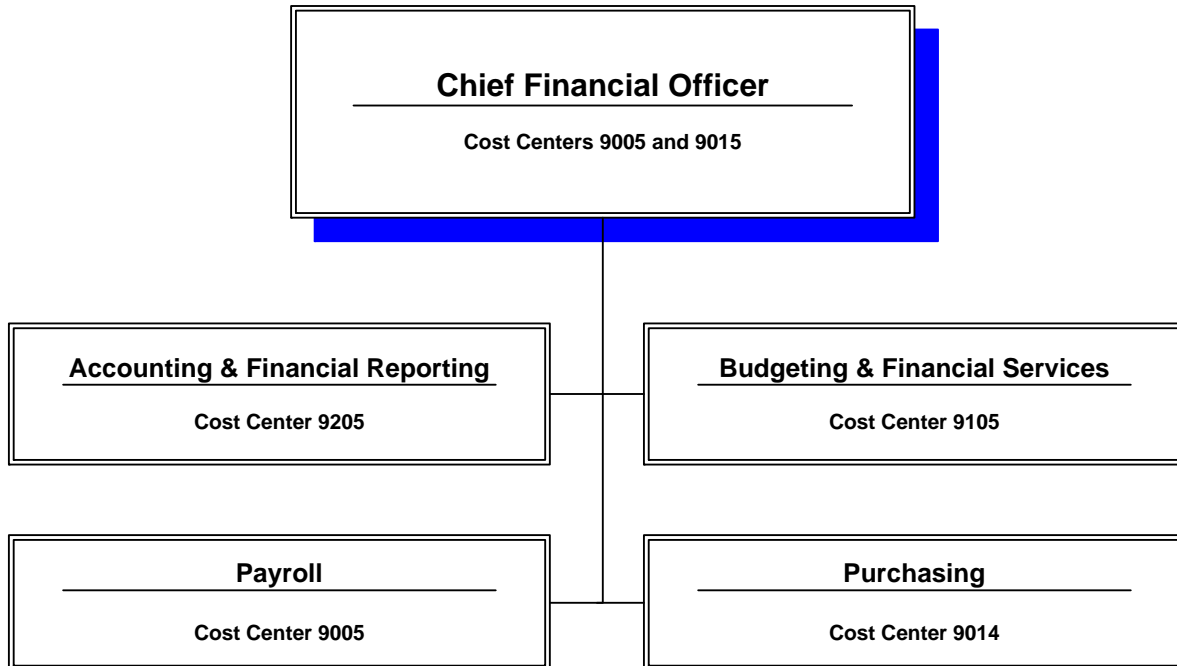 Chief Financial Officer
Cost Centers 9005 and 9015
Accounting & Financial Reporting
Cost Center 9205
Budgeting & Financial Services
Cost Center 9105
Payroll
Cost Center 9005
Purchasing
Cost Center 9014